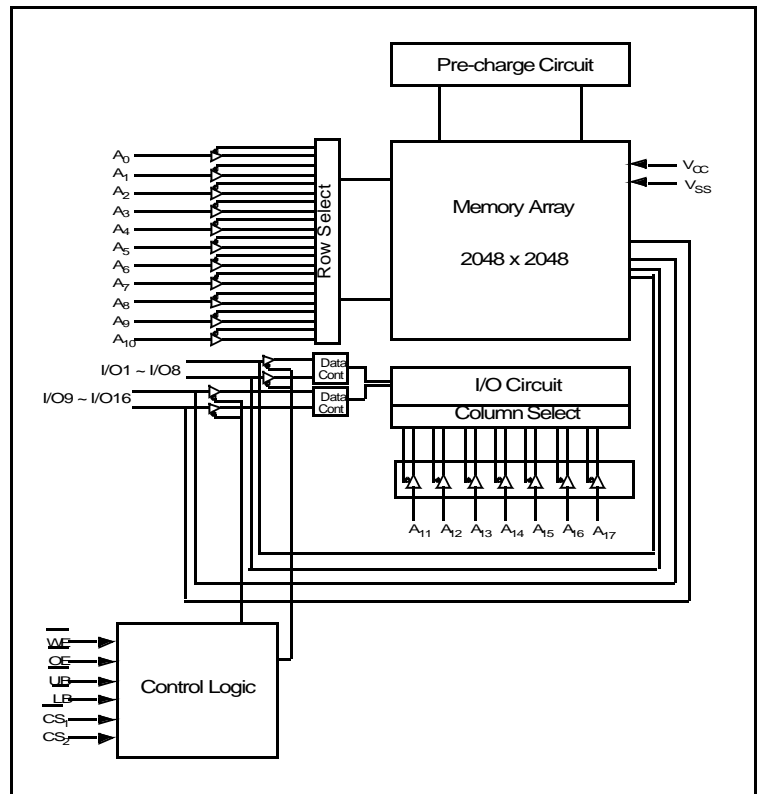 Pre-charge Circuit
A0
A1
A2
A3
A4
A5
A6
A7
A8
A9
A10
Row Select
Memory Array
2048 x 2048
VCC
VSS
I/O1 ~ I/O8
I/O9 ~ I/O16
Data
Cont
Data
Cont
I/O Circuit
Column Select
A11 A12 A13 A14 A15 A16 A17
WE
OE
UB
LB
CS1
CS2
Control Logic